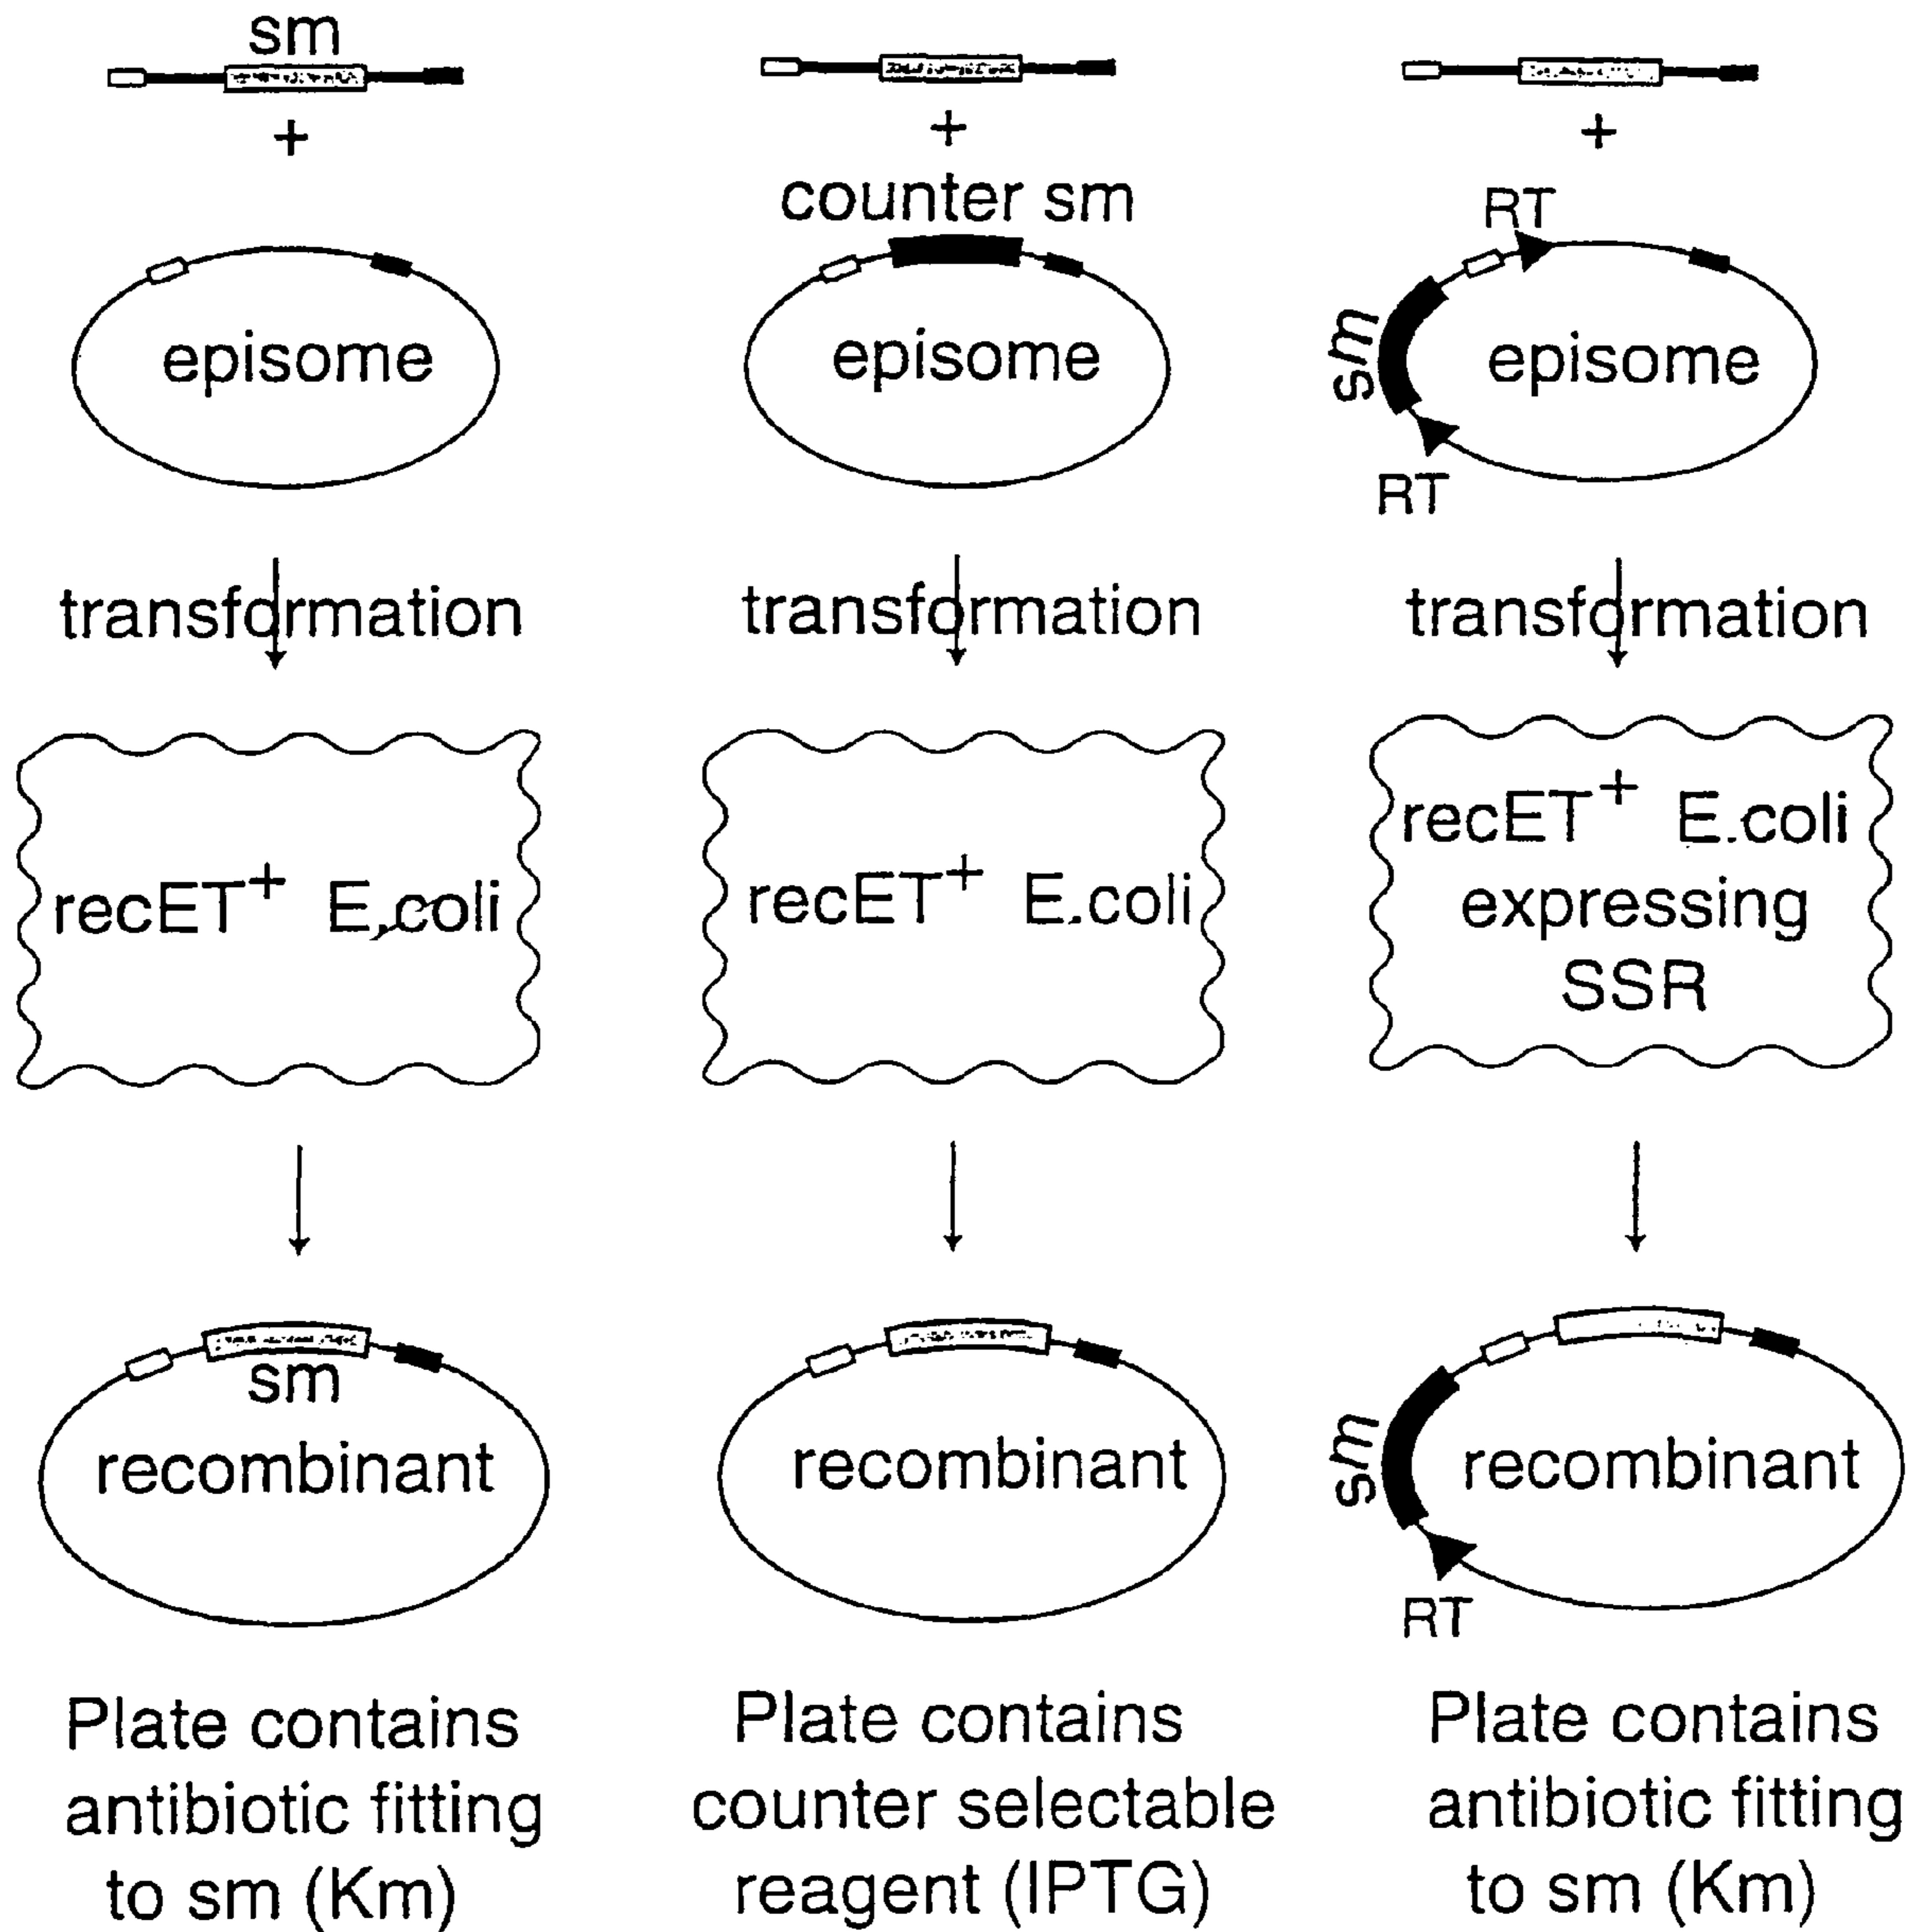 sm
+
episome
transformation
recET+ E.coli
sm
recombinant
Plate contains
antibiotic fitting
to sm (Km)
+
counter sm
episome
transformation
recET+ E.coli
recombinant
Plate contains
counter selectable
reagent (IPTG)
+
RT
sm
episome
RT
transformation
recET+ E.coli
expressing
SSR
sm
recombinant
RT
Plate contains
antibiotic fitting
to sm (Km)